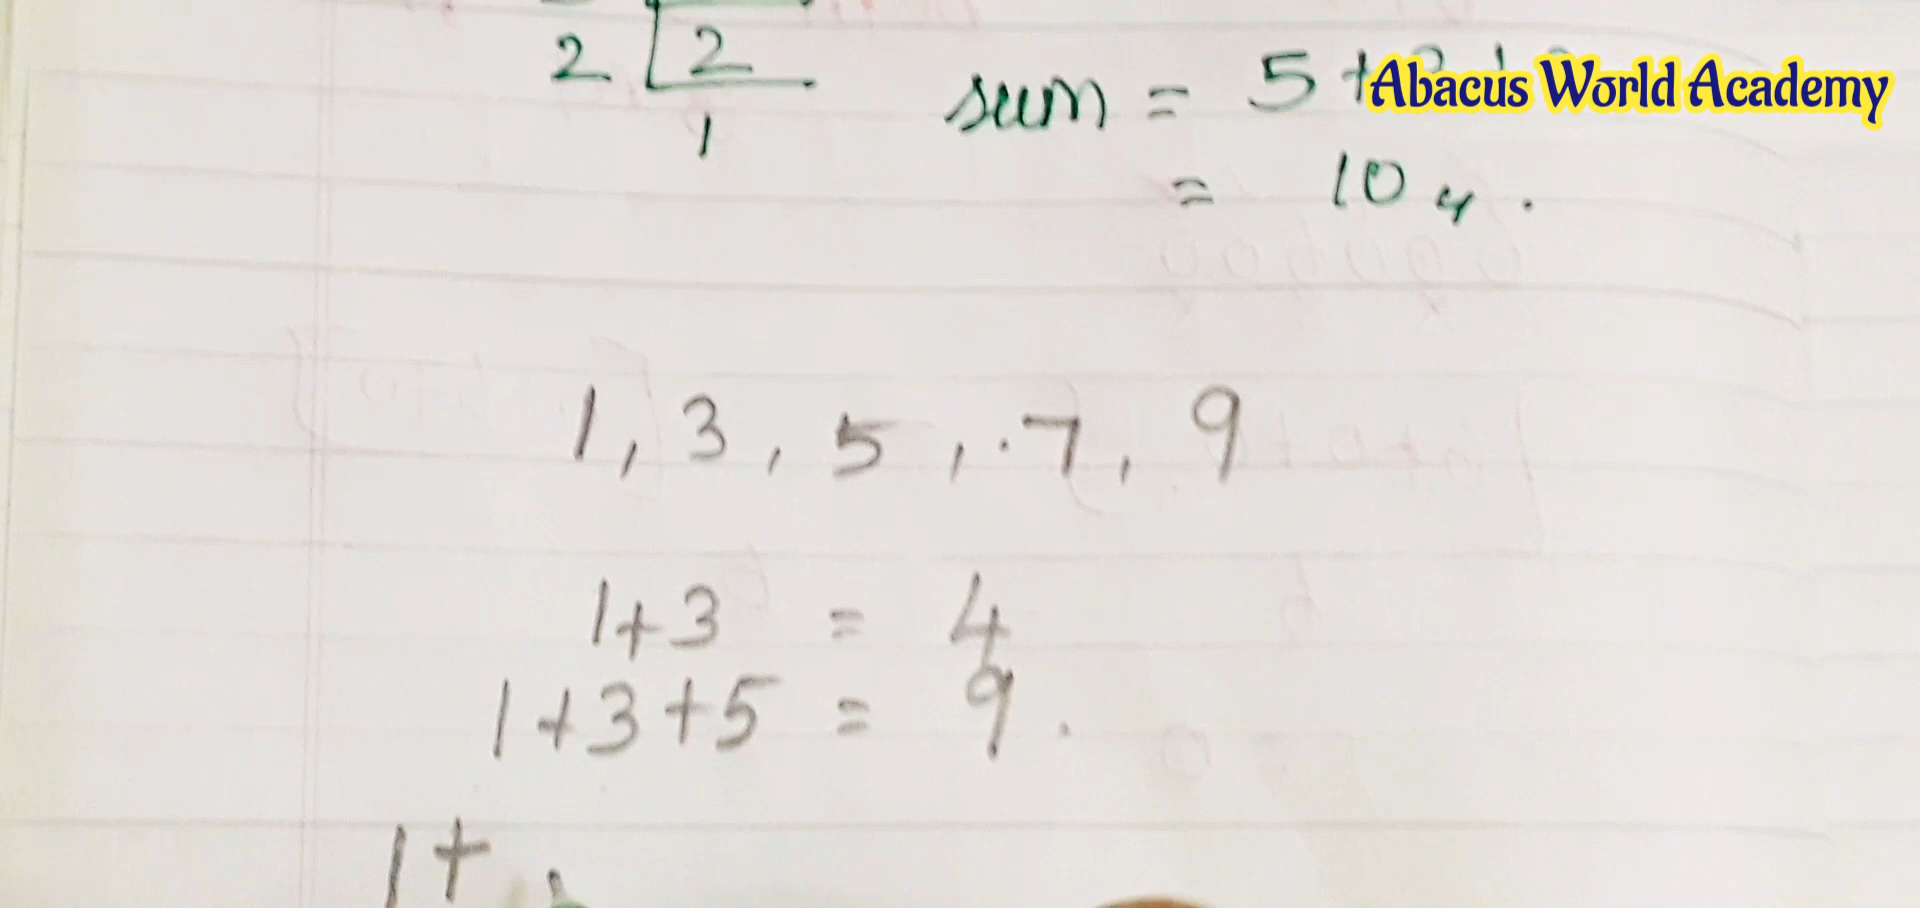 2 2
1
sum = 5 +
Abacus World Academy
= 10 .
1, 3, 5, .7, 9
1+3 = 4
1+3+5 = 9.
1+